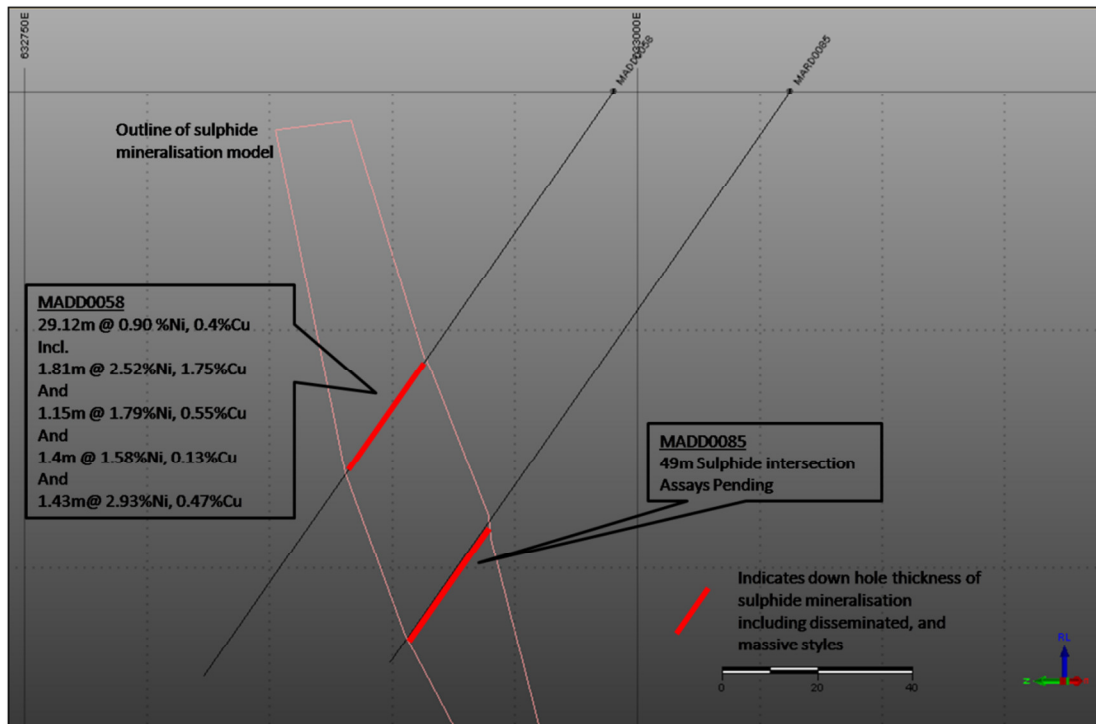 632750E
633000E
MADD0058
MARD0085
Outline of sulphide
mineralisation model
MADD0058
29.12m @ 0.90 %Ni, 0.4%Cu
Incl.
1.81m @ 2.52%Ni, 1.75%Cu
And
1.15m @ 1.79%Ni, 0.55%Cu
And
1.4m @ 1.58%Ni, 0.13%Cu
And
1.43m@ 2.93%Ni, 0.47%Cu
MADD0085
49m Sulphide intersection
Assays Pending
Indicates down hole thickness of
sulphide mineralisation
including disseminated, and
massive styles
0 20 40
RL